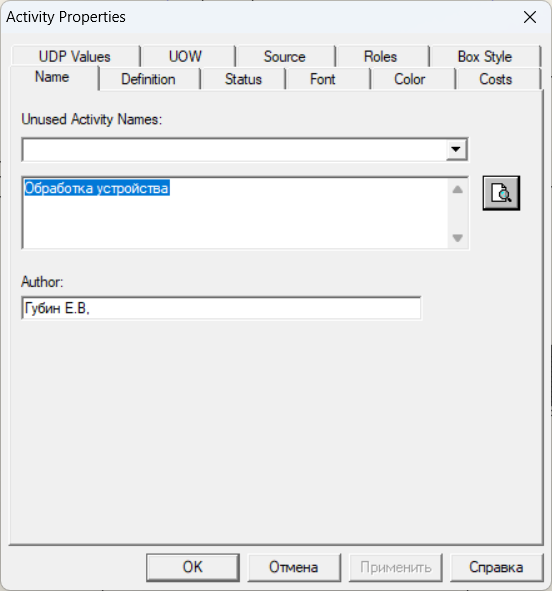 Activity Properties
UDP Values UOW Source Roles Box Style
Name Definition Status Font Color Costs
Unused Activity Names:
Обработка устройства
Author:
Губин Е.В,
OK Отмена Применить Справка